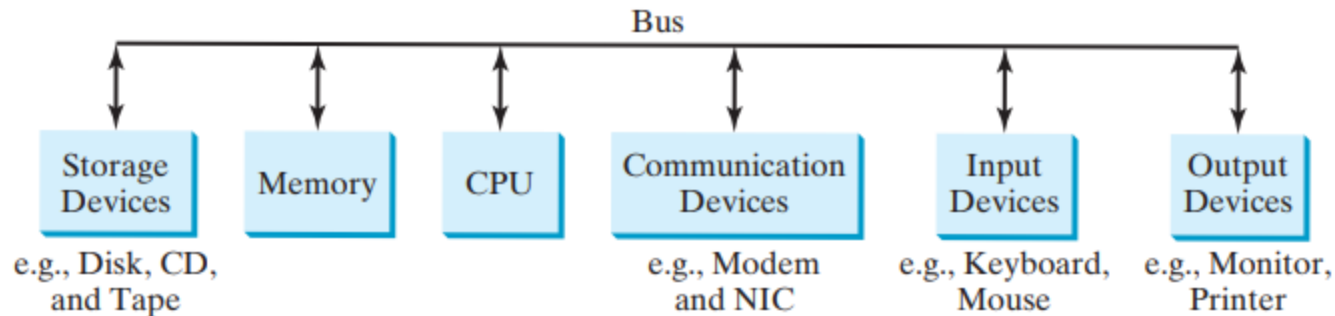 Bus
Storage
Devices
Memory
CPU
Communication
Devices
Input
Devices
Output
Devices
e.g., Disk, CD,
and Tape
e.g., Modem
and NIC
e.g., Keyboard,
Mouse
e.g., Monitor,
Printer